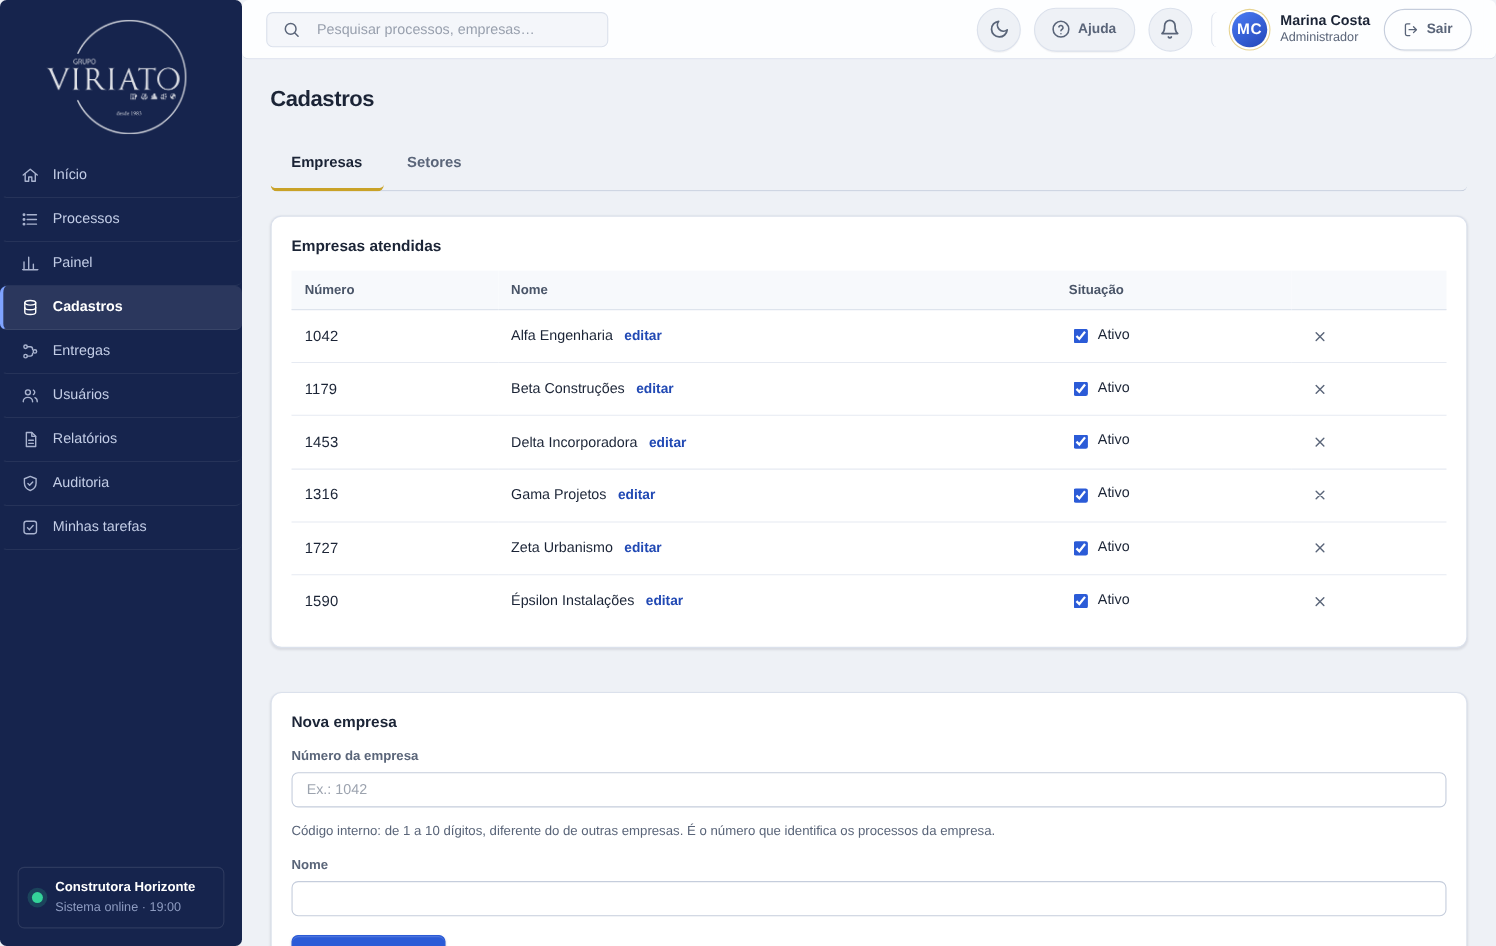 GRUPO
VIRIATO
desde 1983
Início
Processos
Painel
Cadastros
Entregas
Usuários
Relatórios
Auditoria
Minhas tarefas
Construtora Horizonte
Sistema online · 19:00
Pesquisar processos, empresas…
Ajuda
MC
Marina Costa
Administrador
Sair
Cadastros
Empresas Setores
Empresas atendidas
Número Nome Situação
1042 Alfa Engenharia editar Ativo
1179 Beta Construções editar Ativo
1453 Delta Incorporadora editar Ativo
1316 Gama Projetos editar Ativo
1727 Zeta Urbanismo editar Ativo
1590 Épsilon Instalações editar Ativo
Nova empresa
Número da empresa
Ex.: 1042
Código interno: de 1 a 10 dígitos, diferente do de outras empresas. É o número que identifica os processos da empresa.
Nome